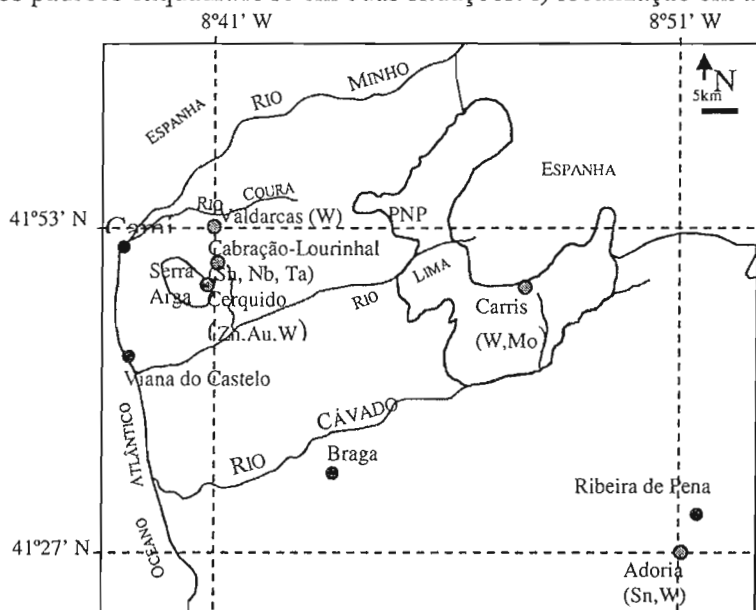 8°41' W 8°51' W
N
5km
RIO MINHO
ESPANHA
ESPANHA
RIO COURA
41°53' N
Valdarcas (W)
PNP
Cabração-Lourinhal
(Sn, Nb, Ta)
Serra
Arga
Cerquido
(Zn.Au.W)
RIO LIMA
Carris
(W,Mo)
Viana do Castelo
RIO CÁVADO
Braga
OCEANO ATLÂNTICO
Ribeira de Pena
41°27' N
Adoria
(Sn,W)